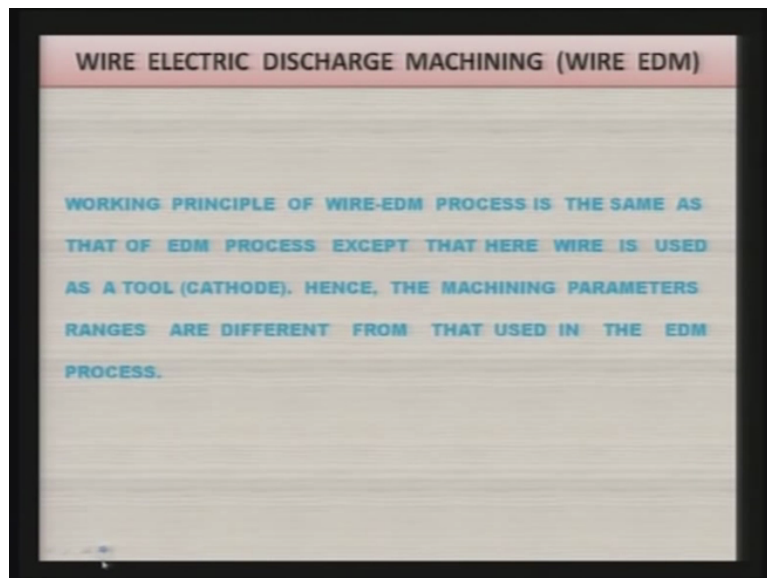 WIRE ELECTRIC DISCHARGE MACHINING (WIRE EDM)
WORKING PRINCIPLE OF WIRE-EDM PROCESS IS THE SAME AS
THAT OF EDM PROCESS EXCEPT THAT HERE WIRE IS USED
AS A TOOL (CATHODE). HENCE, THE MACHINING PARAMETERS
RANGES ARE DIFFERENT FROM THAT USED IN THE EDM
PROCESS.